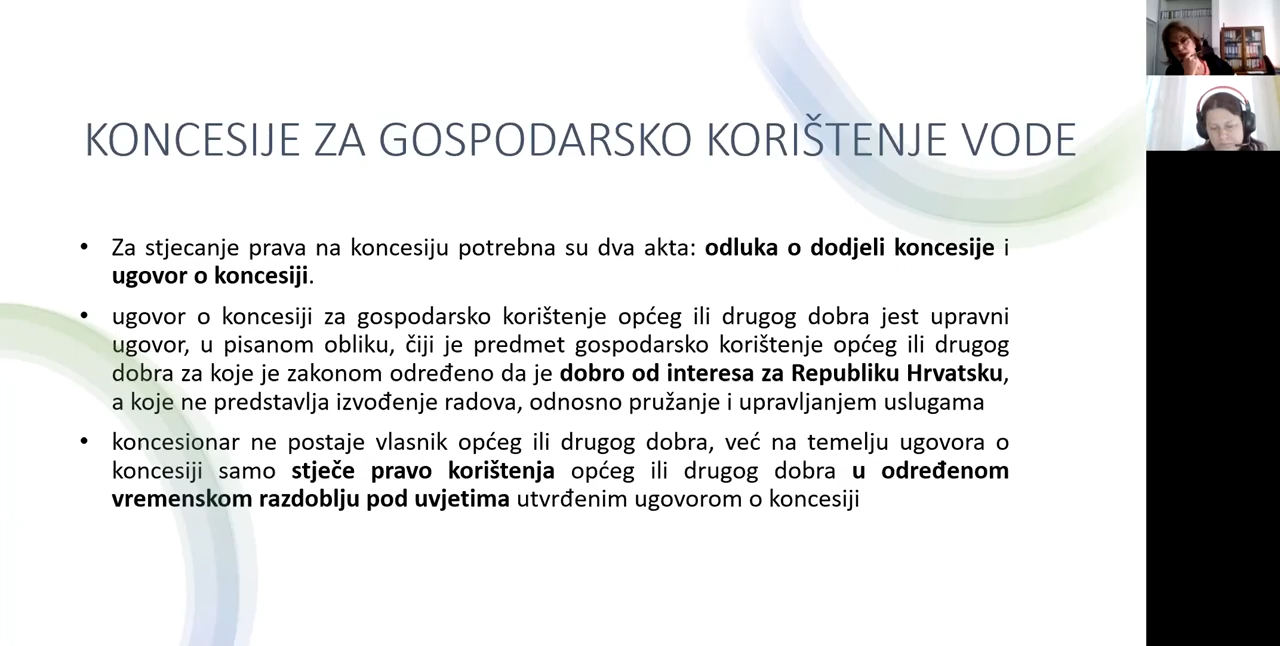 KONCESIJE ZA GOSPODARSKO KORIŠTENJE VODE
• Za stjecanje prava na koncesiju potrebna su dva akta: odluka o dodjeli koncesije i
ugovor o koncesiji.
• ugovor o koncesiji za gospodarsko korištenje općeg ili drugog dobra jest upravni
ugovor, u pisanom obliku, čiji je predmet gospodarsko korištenje općeg ili drugog
dobra za koje je zakonom određeno da je dobro od interesa za Republiku Hrvatsku,
a koje ne predstavlja izvođenje radova, odnosno pružanje i upravljanjem uslugama
• koncesionar ne postaje vlasnik općeg ili drugog dobra, već na temelju ugovora o
koncesiji samo stječe pravo korištenja općeg ili drugog dobra u određenom
vremenskom razdoblju pod uvjetima utvrđenim ugovorom o koncesiji